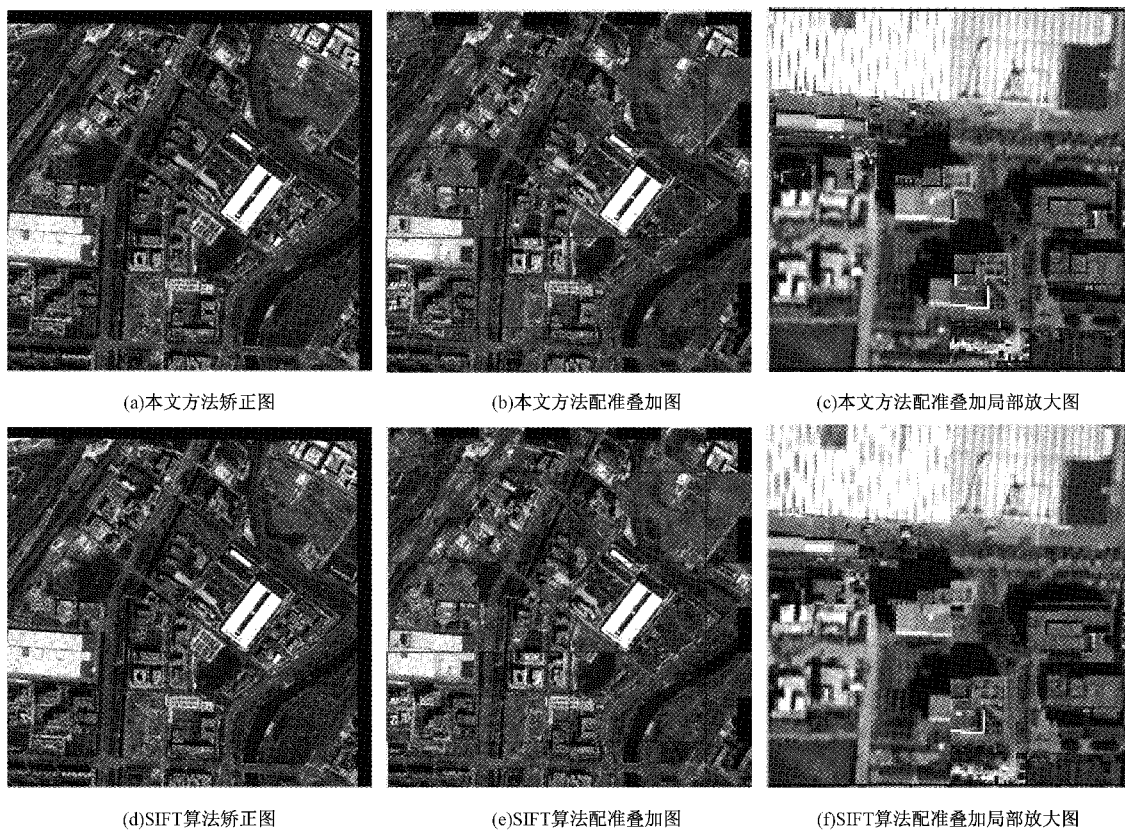 (a)本文方法矫正图
(b)本文方法配准叠加图
(c)本文方法配准叠加局部放大图
(d)SIFT算法矫正图
(e)SIFT算法配准叠加图
(f)SIFT算法配准叠加局部放大图